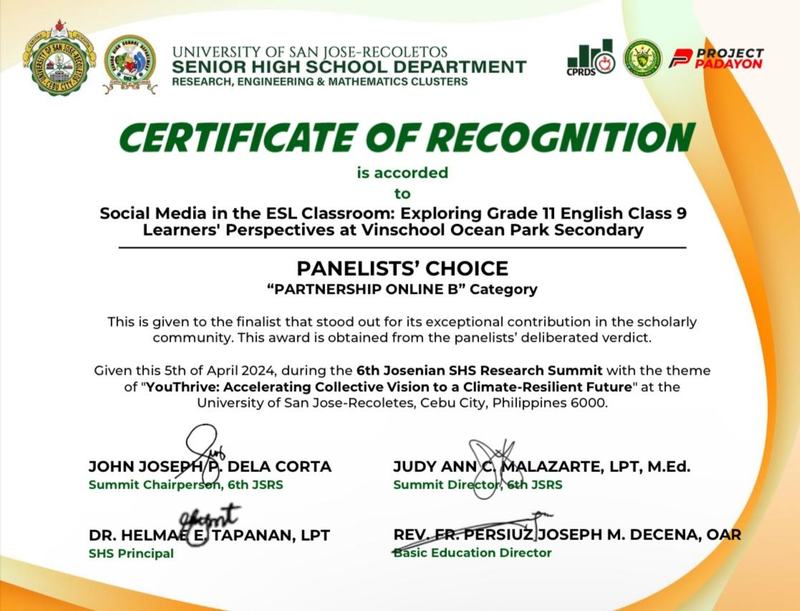 UNIVERSITY OF SAN JOSE-RECOLETOS
SENIOR HIGH SCHOOL DEPARTMENT
RESEARCH, ENGINEERING & MATHEMATICS CLUSTERS
CPRDS
PROJECT
PADAYON
CERTIFICATE OF RECOGNITION
is accorded
to
Social Media in the ESL Classroom: Exploring Grade 11 English Class 9
Learners' Perspectives at Vinschool Ocean Park Secondary
PANELISTS' CHOICE
"PARTNERSHIP ONLINE B" Category
This is given to the finalist that stood out for its exceptional contribution in the scholarly
community. This award is obtained from the panelists' deliberated verdict.
Given this 5th of April 2024, during the 6th Josenian SHS Research Summit with the theme
of "YouThrive: Accelerating Collective Vision to a Climate-Resilient Future" at the
University of San Jose-Recoletes, Cebu City, Philippines 6000.
JOHN JOSEPH P. DELA CORTA
Summit Chairperson, 6th JSRS
JUDY ANN C. MALAZARTE, LPT, M.Ed.
Summit Director, 6th JSRS
DR. HELMAE E. TAPANAN, LPT
SHS Principal
REV. FR. PERSIUZ JOSEPH M. DECENA, OAR
Basic Education Director